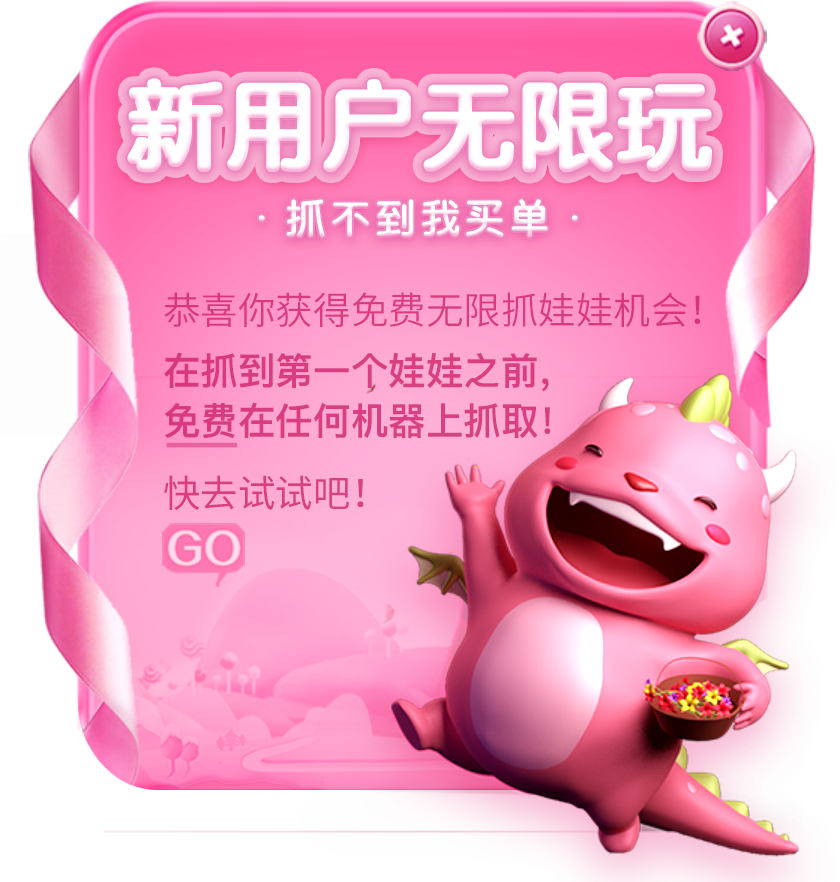 新用户无限玩
· 抓不到我买单 ·
恭喜你获得免费无限抓娃娃机会！
在抓到第一个娃娃之前，
免费在任何机器上抓取！
快去试试吧！
GO